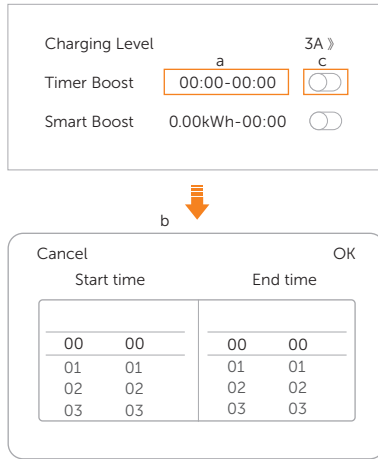 Charging Level 3A 》
a c
Timer Boost 00:00-00:00
Smart Boost 0.00kWh-00:00
b
Cancel OK
Start time End time
00 00 00 00
01 01 01 01
02 02 02 02
03 03 03 03